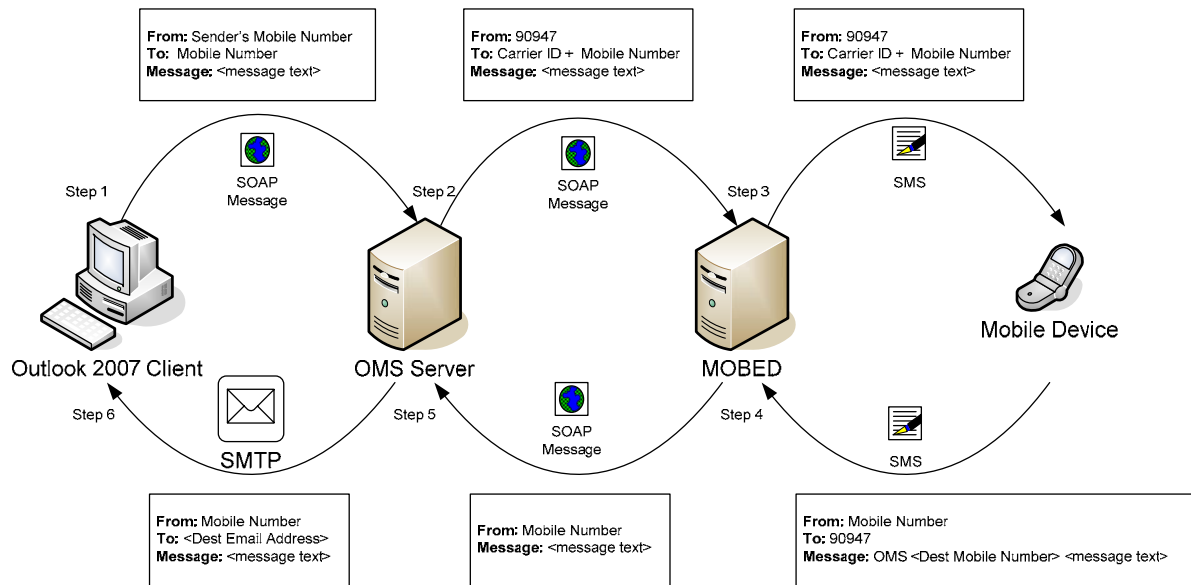 From: Sender's Mobile Number
To: Mobile Number
Message: <message text>
From: 90947
To: Carrier ID + Mobile Number
Message: <message text>
From: 90947
To: Carrier ID + Mobile Number
Message: <message text>
Step 1
SOAP
Message
Step 2
SOAP
Message
Step 3
SMS
Outlook 2007 Client
OMS Server
MOBED
Mobile Device
Step 6
SMTP
Step 5
SOAP
Message
Step 4
SMS
From: Mobile Number
To: <Dest Email Address>
Message: <message text>
From: Mobile Number
Message: <message text>
From: Mobile Number
To: 90947
Message: OMS <Dest Mobile Number> <message text>